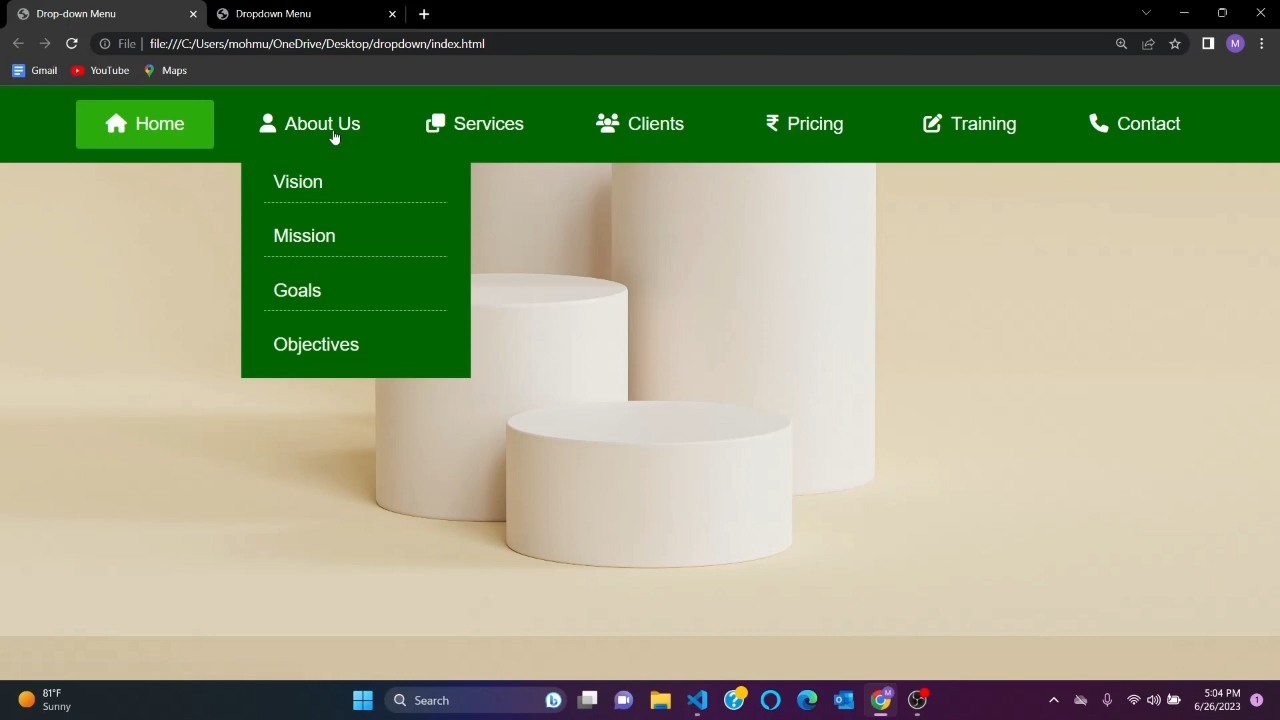 Drop-down Menu
Dropdown Menu
File
file:///C:/Users/mohmu/OneDrive/Desktop/dropdown/index.html
M
Gmail
YouTube
Maps
Home
About Us
Services
Clients
₹ Pricing
Training
Contact
Vision
Mission
Goals
Objectives
81°F
Sunny
Search
5:04 PM
6/26/2023
1